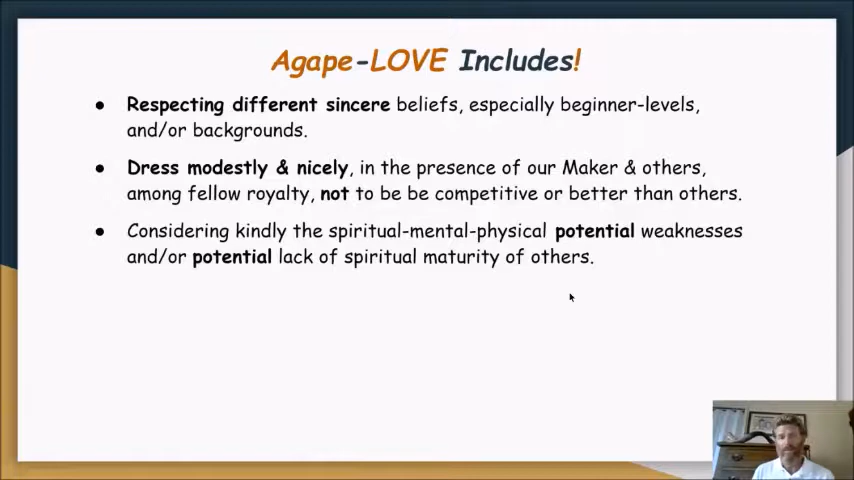 Agape-LOVE Includes!
● Respecting different sincere beliefs, especially beginner-levels,
and/or backgrounds.
● Dress modestly & nicely, in the presence of our Maker & others,
among fellow royalty, not to be be competitive or better than others.
● Considering kindly the spiritual-mental-physical potential weaknesses
and/or potential lack of spiritual maturity of others.